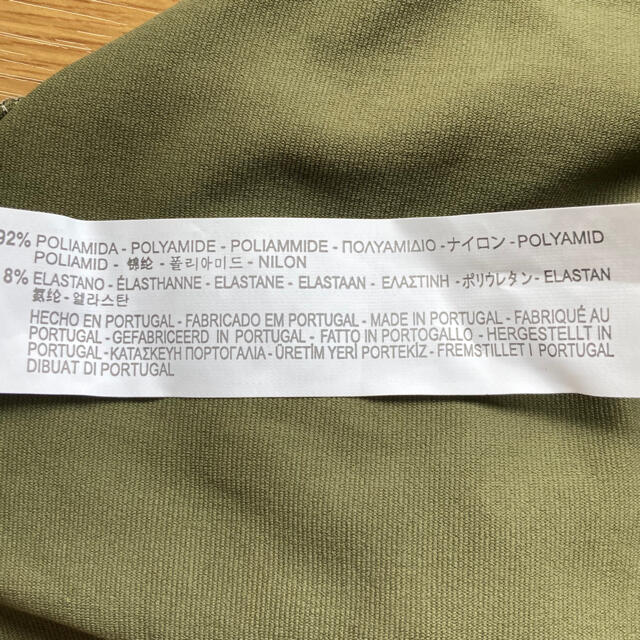 92% POLIAMIDA - POLYAMIDE - POLIAMMIDE - ΠΟΛΥΑΜΙΔΙΟ - ナイロン - POLYAMID
POLIAMID - 锦纶 - 폴리아미드 - NILON
8% ELASTANO - ÉLASTHANNE - ELASTANE - ELASTAAN - ΕΛΑΣΤΙΝΗ - ポリウレタン - ELASTAN
氨纶 - 엘라스탄
HECHO EN PORTUGAL - FABRICADO EM PORTUGAL - MADE IN PORTUGAL - FABRIQUÉ AU
PORTUGAL - GEFABRICEERD IN PORTUGAL - FATTO IN PORTOGALLO - HERGESTELLT IN
PORTUGAL - ΚΑΤΑΣΚΕΥΗ ΠΟΡΤΟΓΑΛΙΑ - ÜRETİM YERİ PORTEKİZ - FREMSTILLET I PORTUGAL
DIBUAT DI PORTUGAL